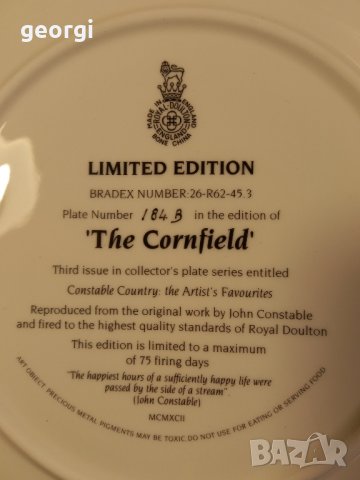 georgi
MADE IN ENGLAND
ROYAL DOULTON
ENGLAND
BONE CHINA
LIMITED EDITION
BRADEX NUMBER:26-R62-45.3
Plate Number 184 B in the edition of
'The Cornfield'
Third issue in collector's plate series entitled
Constable Country: the Artist's Favourites
Reproduced from the original work by John Constable
and fired to the highest quality standards of Royal Doulton
This edition is limited to a maximum
of 75 firing days
"The happiest hours of a sufficiently happy life were
passed by the side of a stream".
(John Constable)
MCMXCII
ART OBJECT: PRECIOUS METAL PIGMENTS MAY BE TOXIC. DO NOT USE FOR EATING OR SERVING FOOD
BAZAR